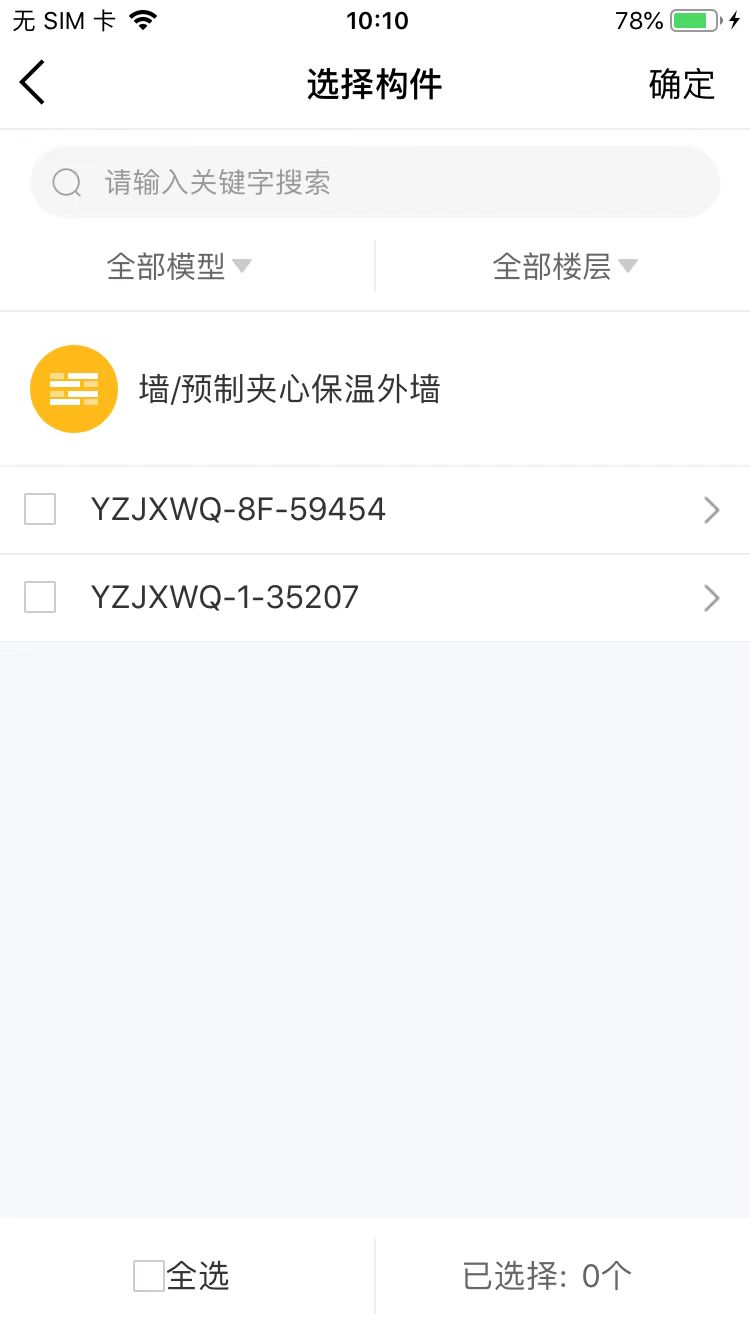 无 SIM 卡 10:10 78%
选择构件 确定
请输入关键字搜索
全部模型 全部楼层
墙/预制夹心保温外墙
YZJXWQ-8F-59454
YZJXWQ-1-35207
全选 已选择: 0个